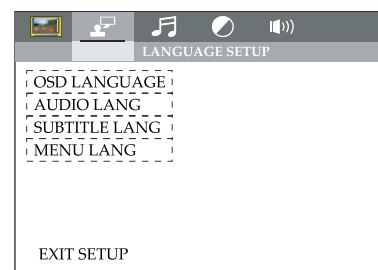 LANGUAGE SETUP
OSD LANGUAGE
AUDIO LANG
SUBTITLE LANG
MENU LANG
EXIT SETUP